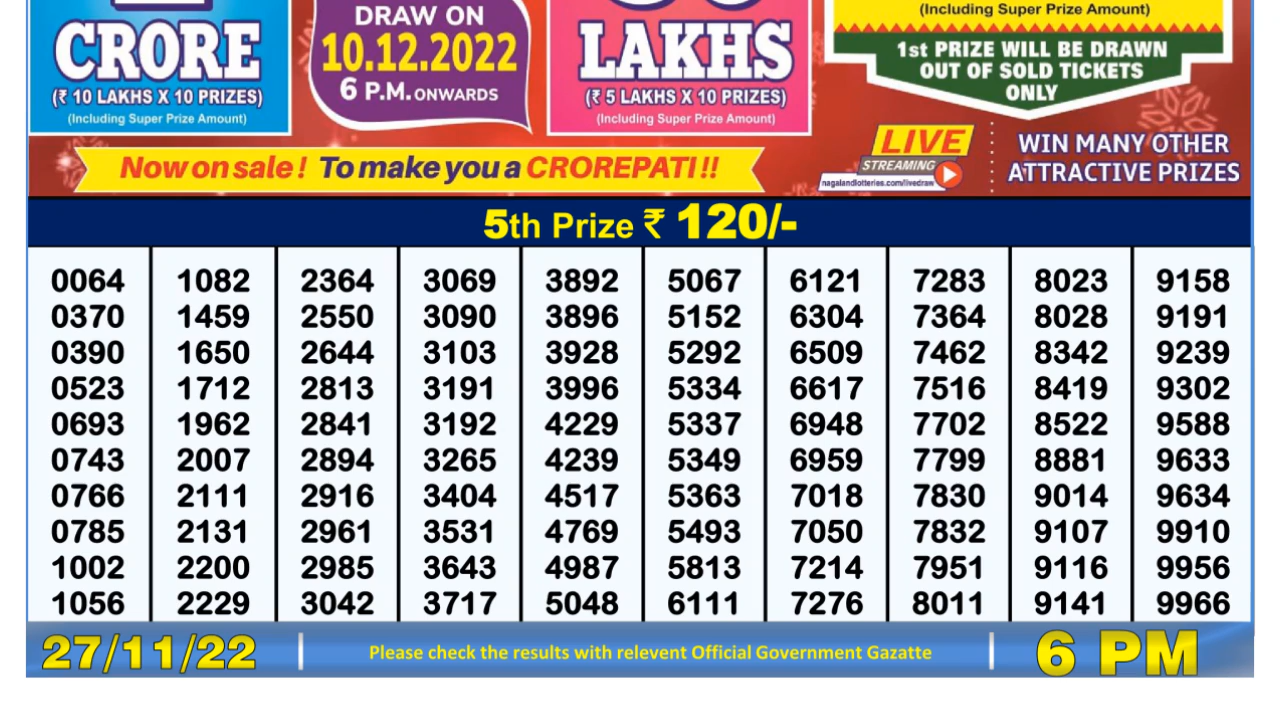 CRORE
(₹ 10 LAKHS X 10 PRIZES)
(Including Super Prize Amount)
DRAW ON
10.12.2022
6 P.M. ONWARDS
LAKHS
(₹ 5 LAKHS X 10 PRIZES)
(Including Super Prize Amount)
(Including Super Prize Amount)
1st PRIZE WILL BE DRAWN
OUT OF SOLD TICKETS
ONLY
Now on sale ! To make you a CROREPATI !!
LIVE
STREAMING
nagalandlotteries.com/livedraw
WIN MANY OTHER
ATTRACTIVE PRIZES
5th Prize ₹ 120/-
0064 1082 2364 3069 3892 5067 6121 7283 8023 9158
0370 1459 2550 3090 3896 5152 6304 7364 8028 9191
0390 1650 2644 3103 3928 5292 6509 7462 8342 9239
0523 1712 2813 3191 3996 5334 6617 7516 8419 9302
0693 1962 2841 3192 4229 5337 6948 7702 8522 9588
0743 2007 2894 3265 4239 5349 6959 7799 8881 9633
0766 2111 2916 3404 4517 5363 7018 7830 9014 9634
0785 2131 2961 3531 4769 5493 7050 7832 9107 9910
1002 2200 2985 3643 4987 5813 7214 7951 9116 9956
1056 2229 3042 3717 5048 6111 7276 8011 9141 9966
27/11/22
Please check the results with relevent Official Government Gazatte
6 PM